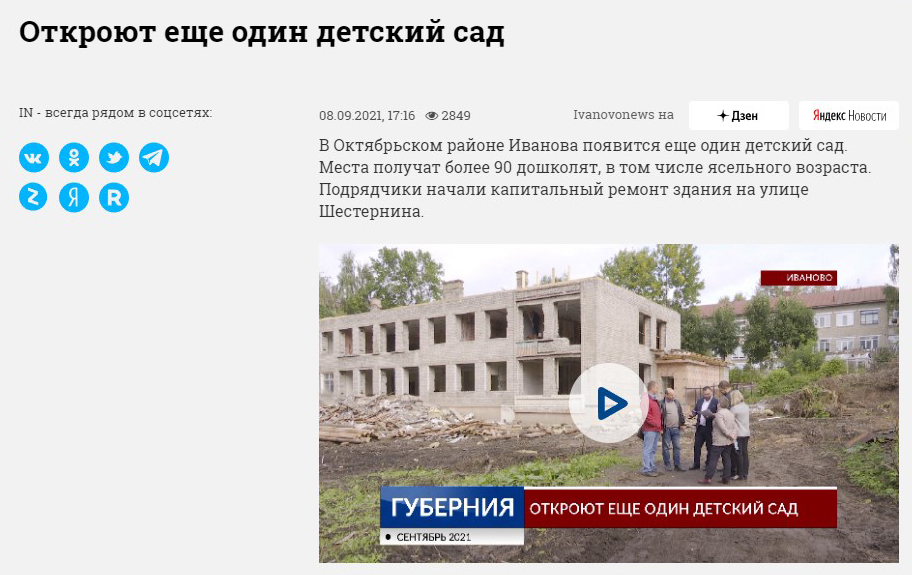 Откроют еще один детский сад
IN - всегда рядом в соцсетях:
08.09.2021, 17:16 2849
Ivanovonews на
Дзен
Яндекс Новости
В Октябрьском районе Иванова появится еще один детский сад.
Места получат более 90 дошколят, в том числе ясельного возраста.
Подрядчики начали капитальный ремонт здания на улице
Шестернина.
ИВАНОВО
ГУБЕРНИЯ
ОТКРОЮТ ЕЩЕ ОДИН ДЕТСКИЙ САД
СЕНТЯБРЬ 2021